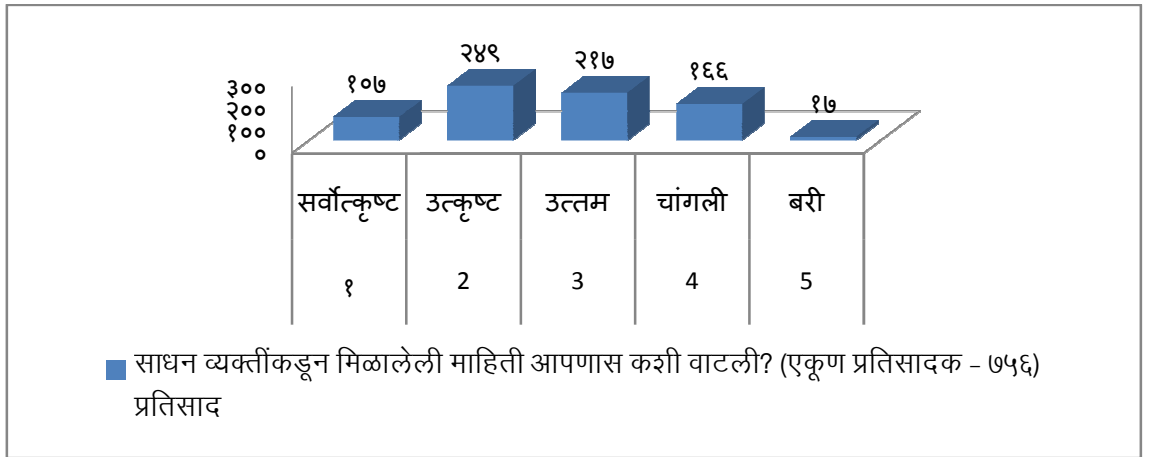 २४९
२१७
१६६
१०७
१७
३००
२००
१००
०
सर्वोत्कृष्ट उत्कृष्ट उत्तम चांगली बरी
१ 2 3 4 5
साधन व्यक्तींकडून मिळालेली माहिती आपणास कशी वाटली? (एकूण प्रतिसादक – ७५६)
प्रतिसाद